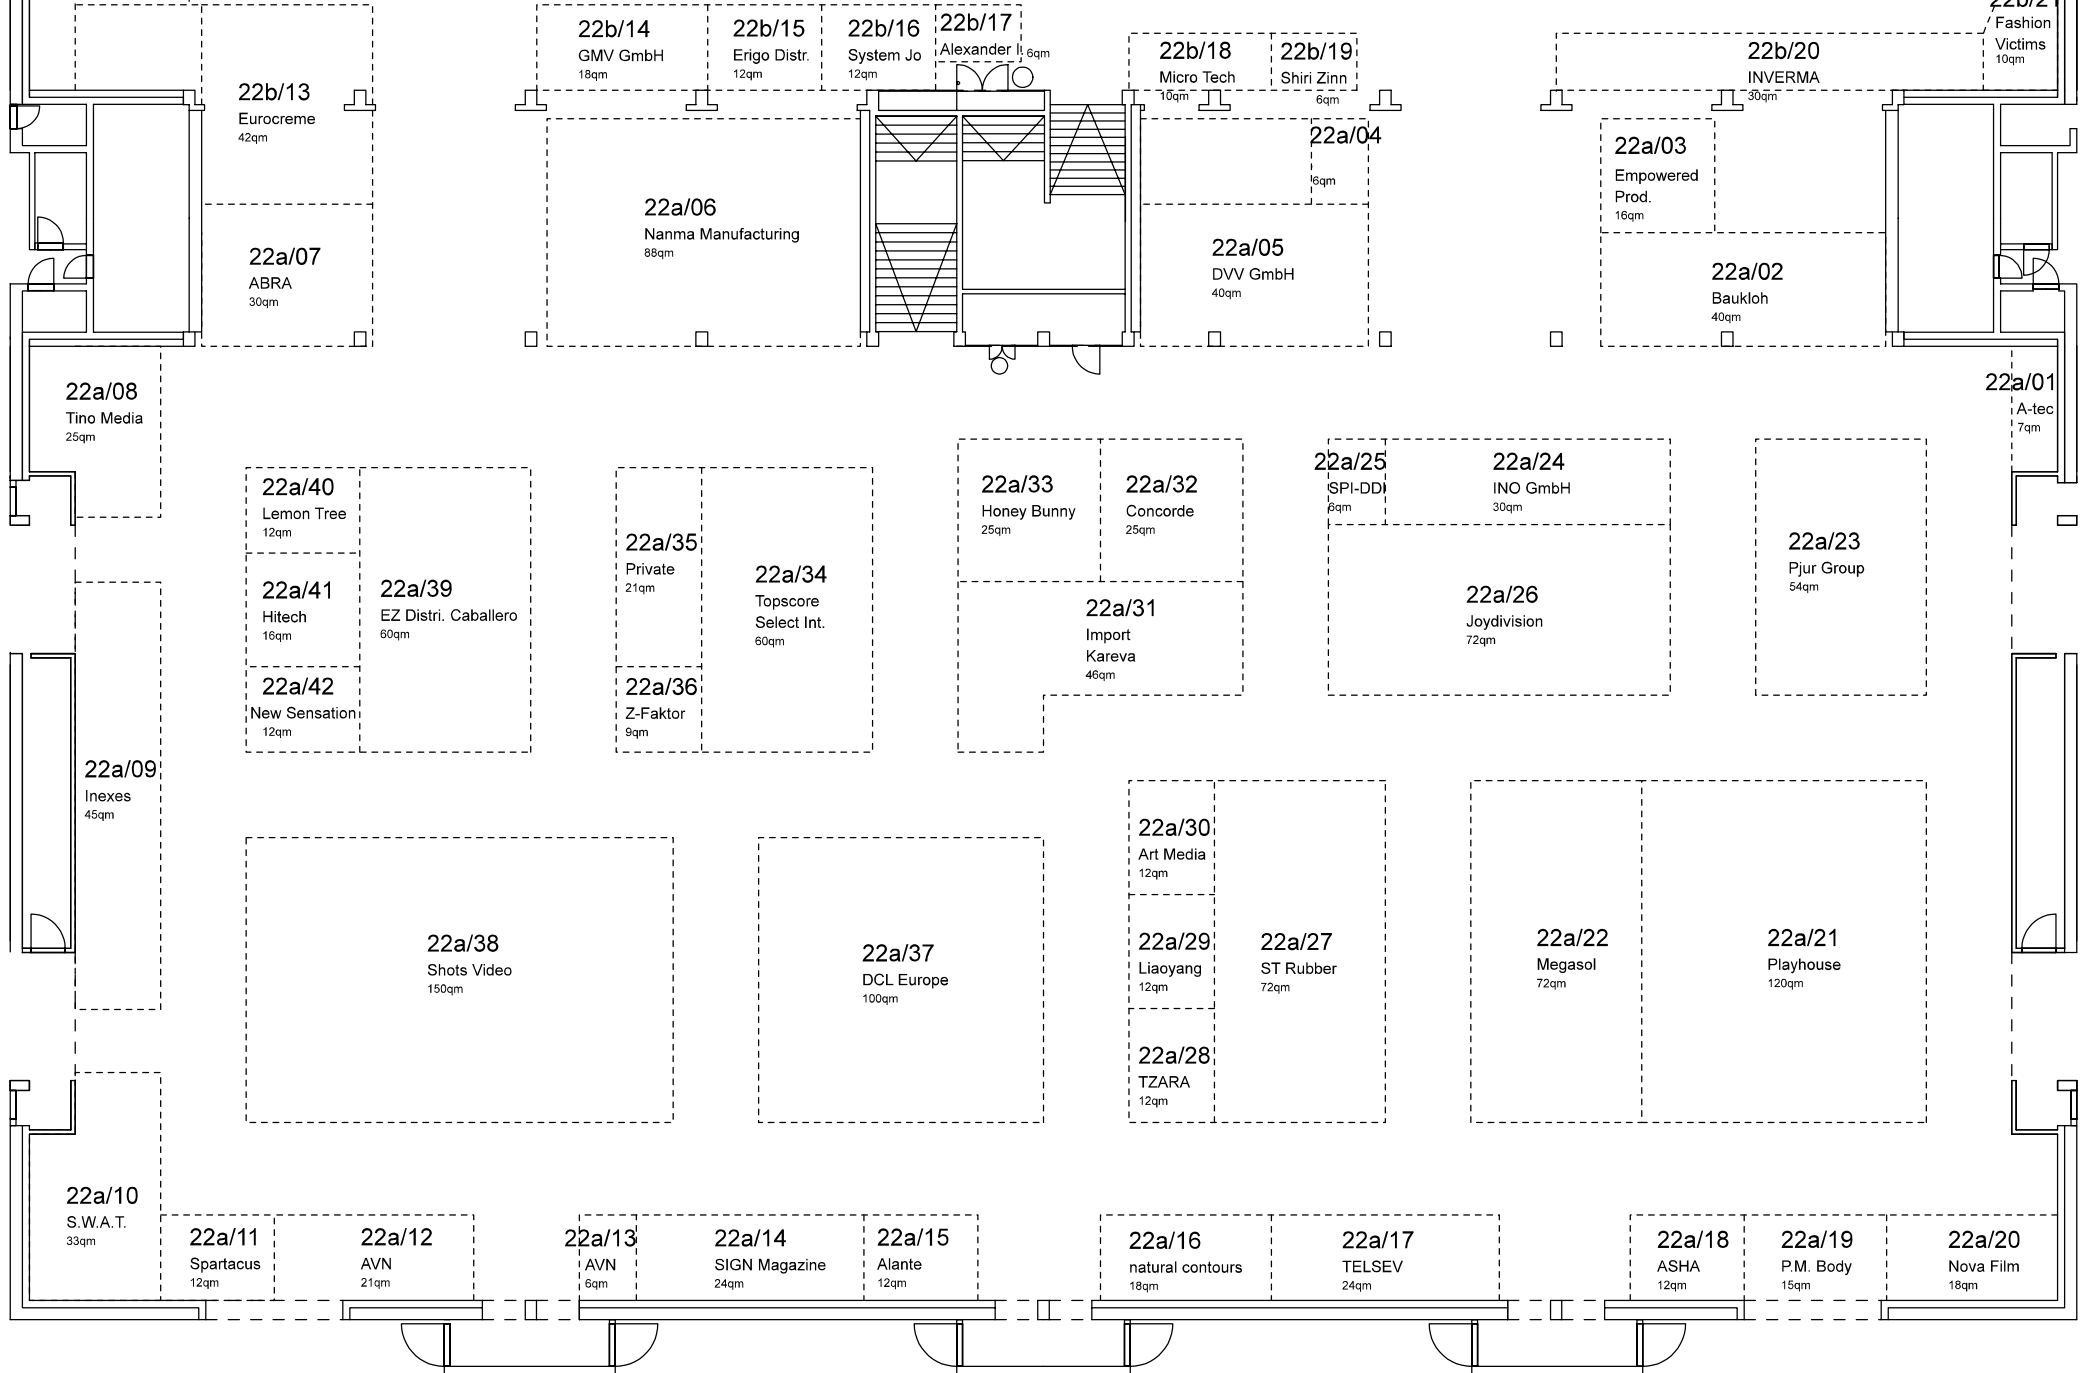 22b/14
GMV GmbH
18qm
22b/15
Erigo Distr.
12qm
22b/16
System Jo
12qm
22b/17
Alexander I.
6qm
22b/18
Micro Tech
10qm
22b/19
Shiri Zinn
6qm
22b/20
INVERMA
30qm
22b/21
Fashion
Victims
10qm
22b/13
Eurocreme
42qm
22a/07
ABRA
30qm
22a/06
Nanma Manufacturing
88qm
22a/04
6qm
22a/05
DVV GmbH
40qm
22a/03
Empowered
Prod.
16qm
22a/02
Baukloh
40qm
22a/01
A-tec
7qm
22a/08
Tino Media
25qm
22a/40
Lemon Tree
12qm
22a/41
Hitech
16qm
22a/42
New Sensation
12qm
22a/39
EZ Distri. Caballero
60qm
22a/35
Private
21qm
22a/36
Z-Faktor
9qm
22a/34
Topscore
Select Int.
60qm
22a/33
Honey Bunny
25qm
22a/32
Concorde
25qm
22a/31
Import
Kareva
46qm
22a/25
SPI-DDI
6qm
22a/24
INO GmbH
30qm
22a/26
Joydivision
72qm
22a/23
Pjur Group
54qm
22a/09
Inexes
45qm
22a/38
Shots Video
150qm
22a/37
DCL Europe
100qm
22a/30
Art Media
12qm
22a/29
Liaoyang
12qm
22a/28
TZARA
12qm
22a/27
ST Rubber
72qm
22a/22
Megasol
72qm
22a/21
Playhouse
120qm
22a/10
S.W.A.T.
33qm
22a/11
Spartacus
12qm
22a/12
AVN
21qm
22a/13
AVN
6qm
22a/14
SIGN Magazine
24qm
22a/15
Alante
12qm
22a/16
natural contours
18qm
22a/17
TELSEV
24qm
22a/18
ASHA
12qm
22a/19
P.M. Body
15qm
22a/20
Nova Film
18qm